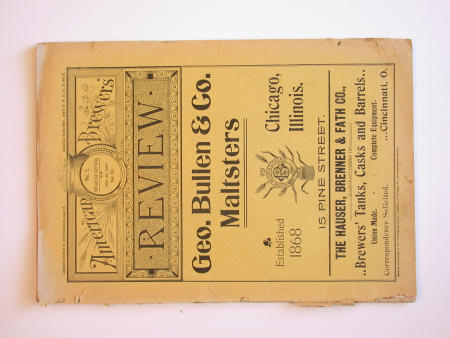 American Brewers'
REVIEW
Geo. Bullen & Co.
Maltsters
Chicago,
Illinois.
Established
1868
15 PINE STREET.
THE HAUSER, BRENNER & FATH CO.,
..Brewers' Tanks, Casks and Barrels..
Union Made. Complete Equipment.
Correspondence Solicited. ...Cincinnati, O.